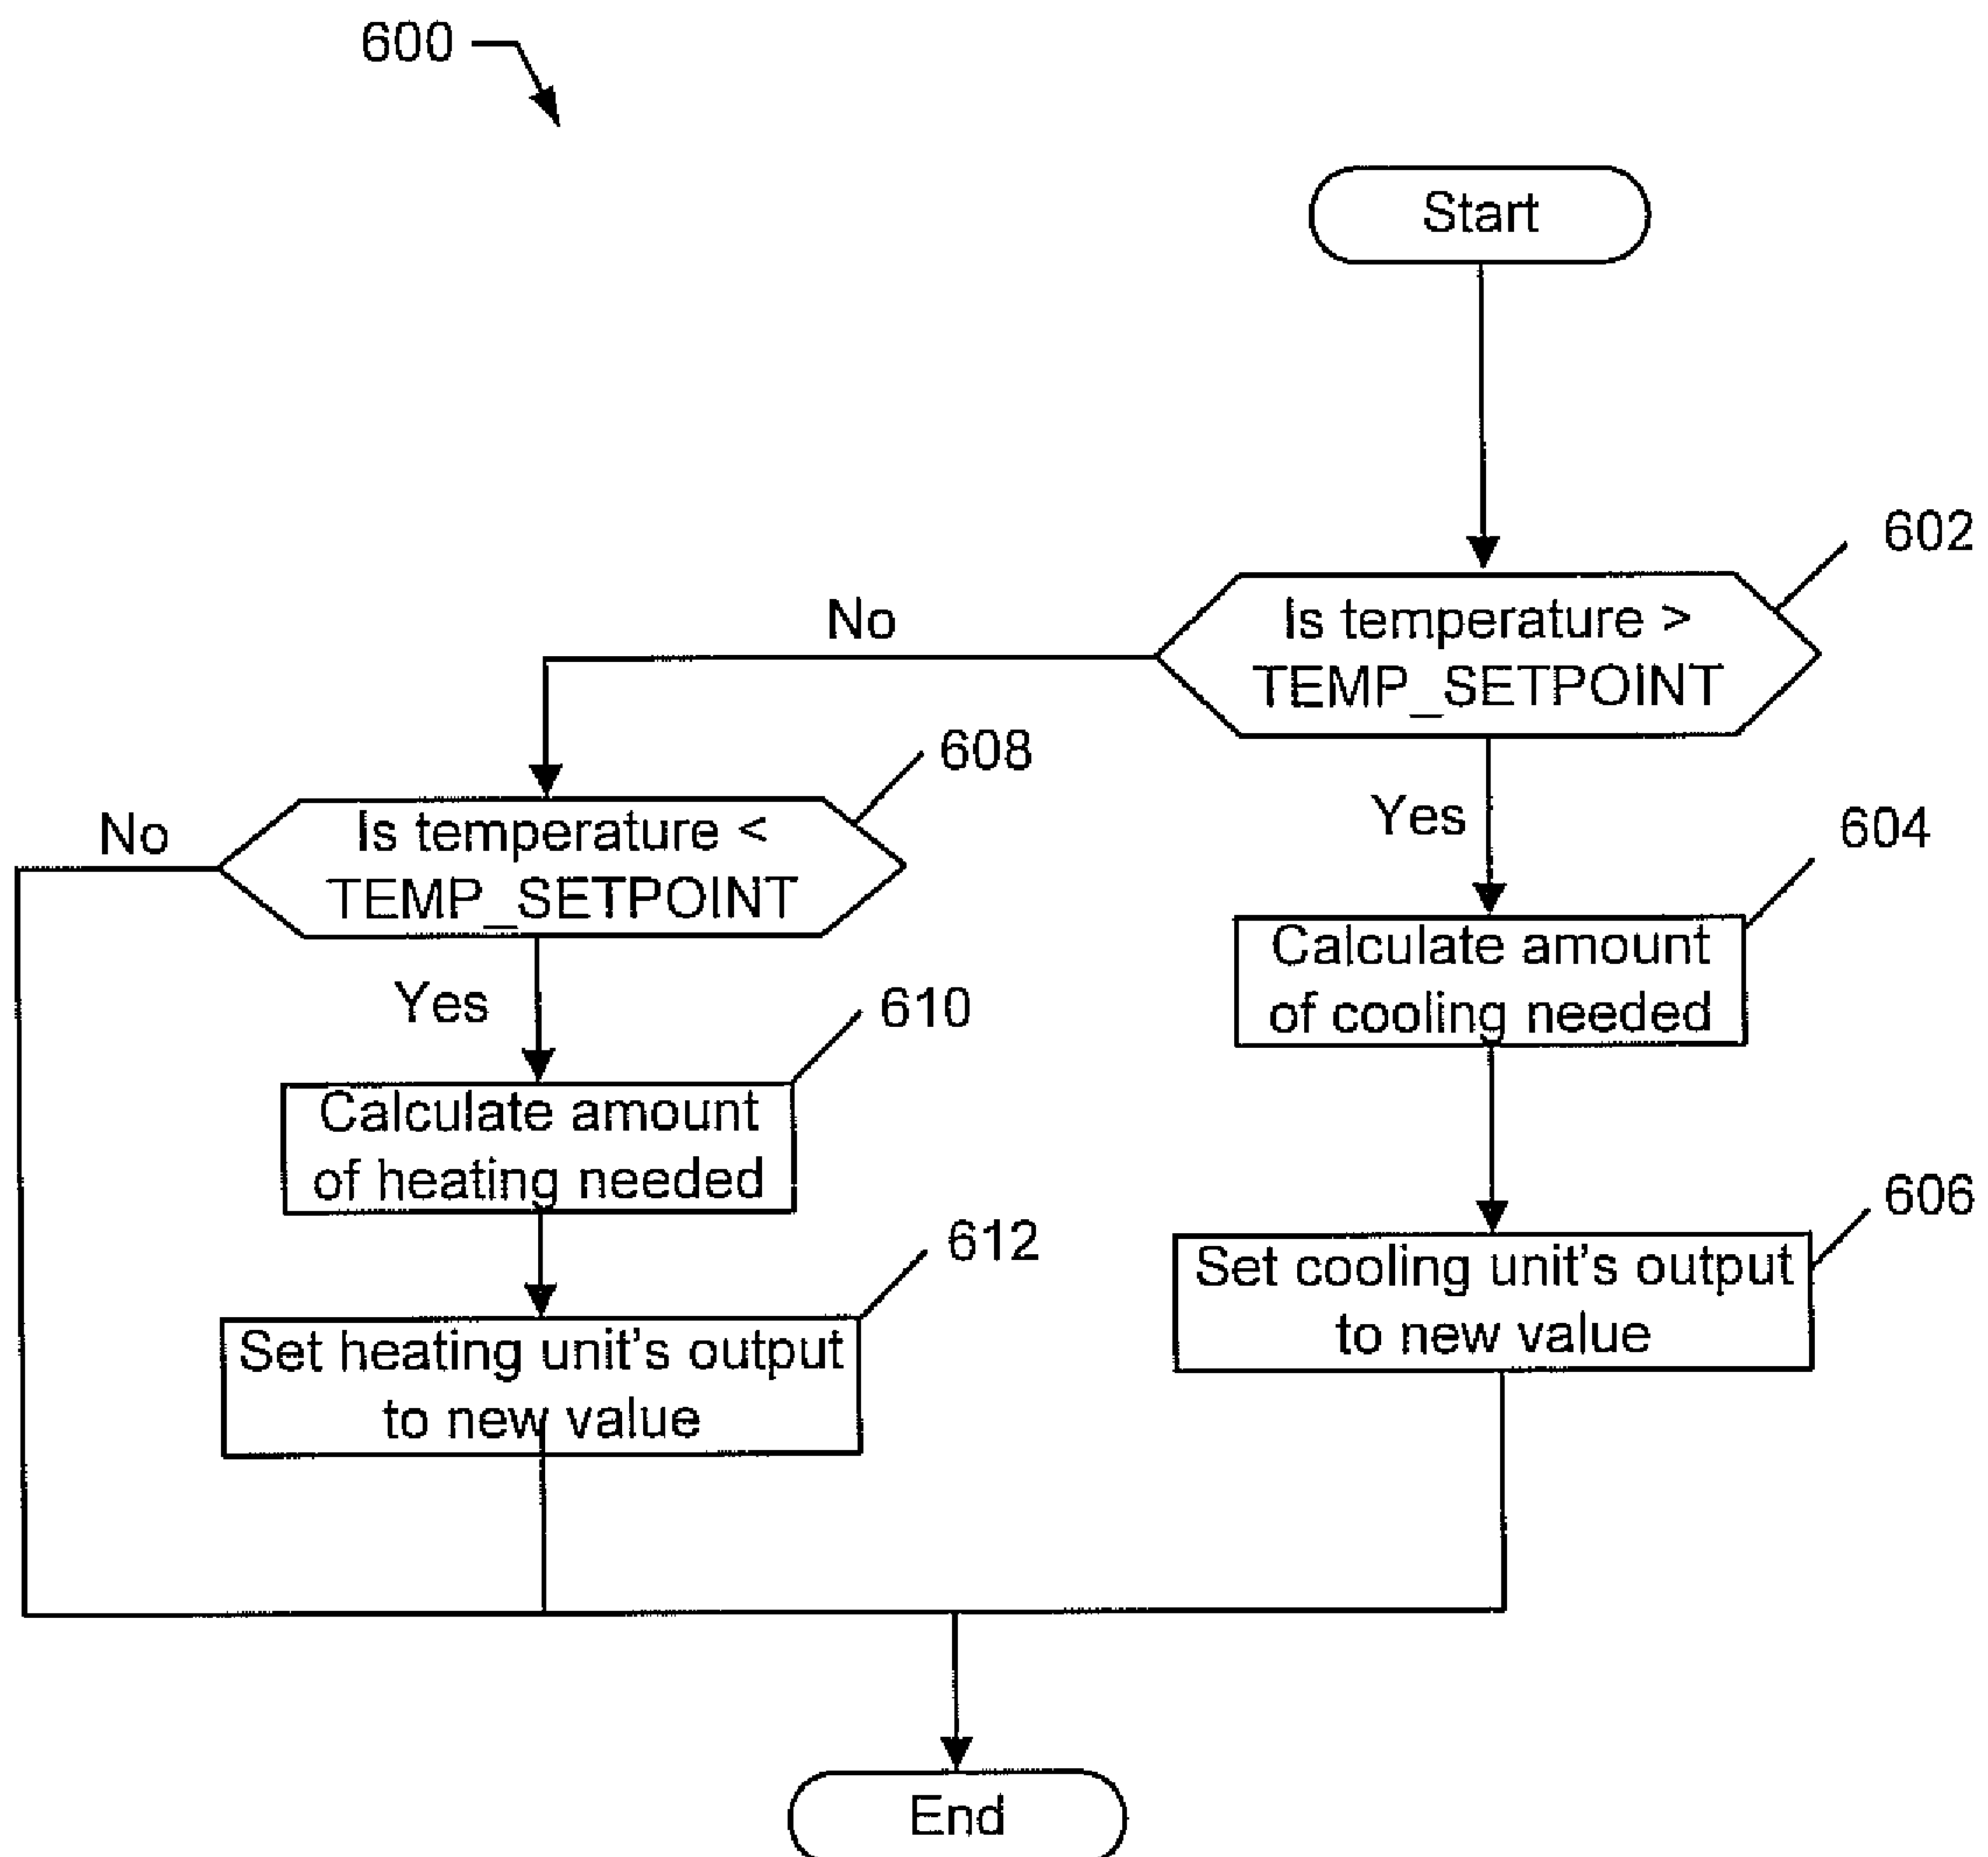 600
Start
602
Is temperature >
TEMP_SETPOINT
No
Yes
608
Is temperature <
TEMP_SETPOINT
No
Yes
604
Calculate amount
of cooling needed
610
Calculate amount
of heating needed
606
Set cooling unit's output
to new value
612
Set heating unit's output
to new value
End